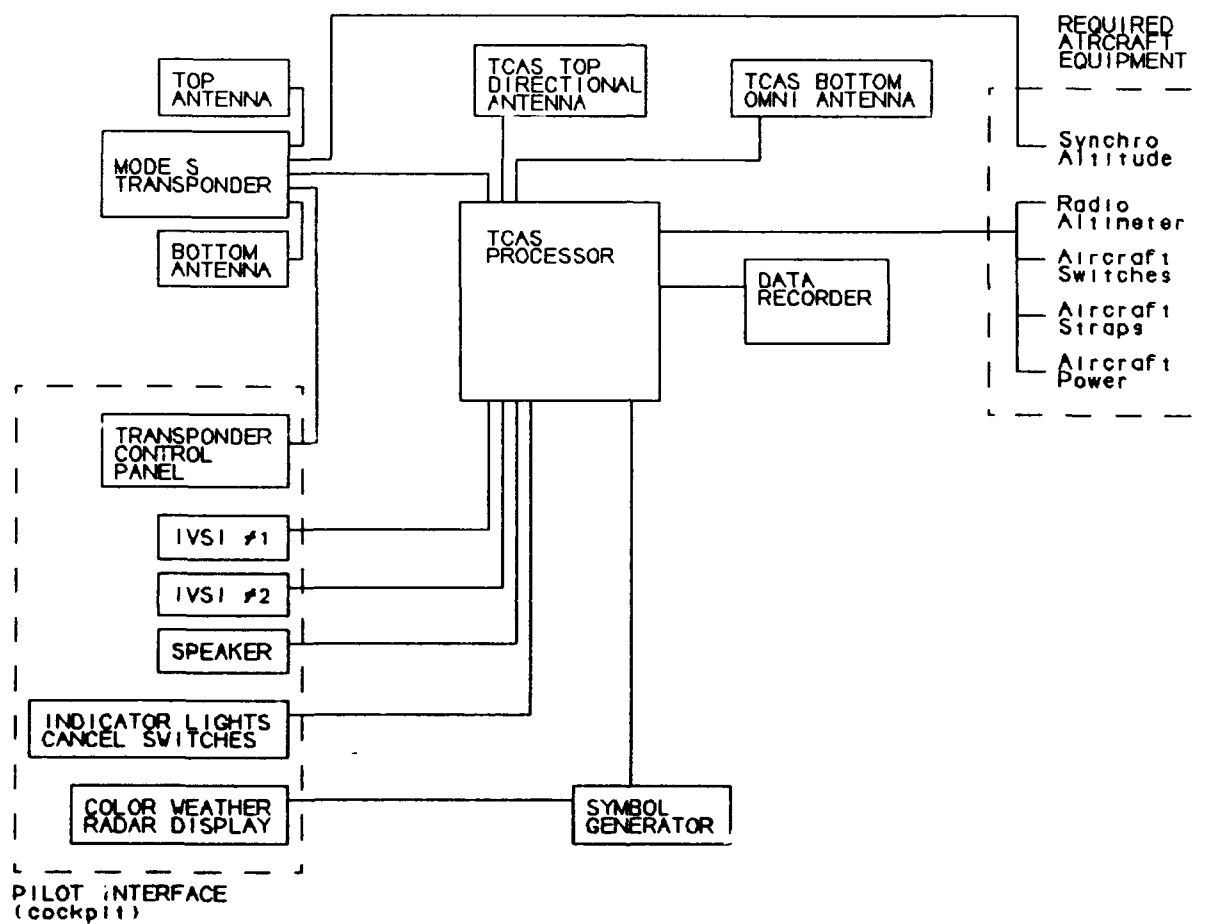 REQUIRED
AIRCRAFT
EQUIPMENT
TOP
ANTENNA
TCAS TOP
DIRECTIONAL
ANTENNA
TCAS BOTTOM
OMNI ANTENNA
MODE S
TRANSPONDER
Synchro
Altitude
BOTTOM
ANTENNA
TCAS
PROCESSOR
Radio
Altimeter
DATA
RECORDER
Aircraft
Switches
Aircraft
Straps
Aircraft
Power
TRANSPONDER
CONTROL
PANEL
IVSI #1
IVSI #2
SPEAKER
INDICATOR LIGHTS
CANCEL SWITCHES
COLOR WEATHER
RADAR DISPLAY
SYMBOL
GENERATOR
PILOT INTERFACE
(cockpit)